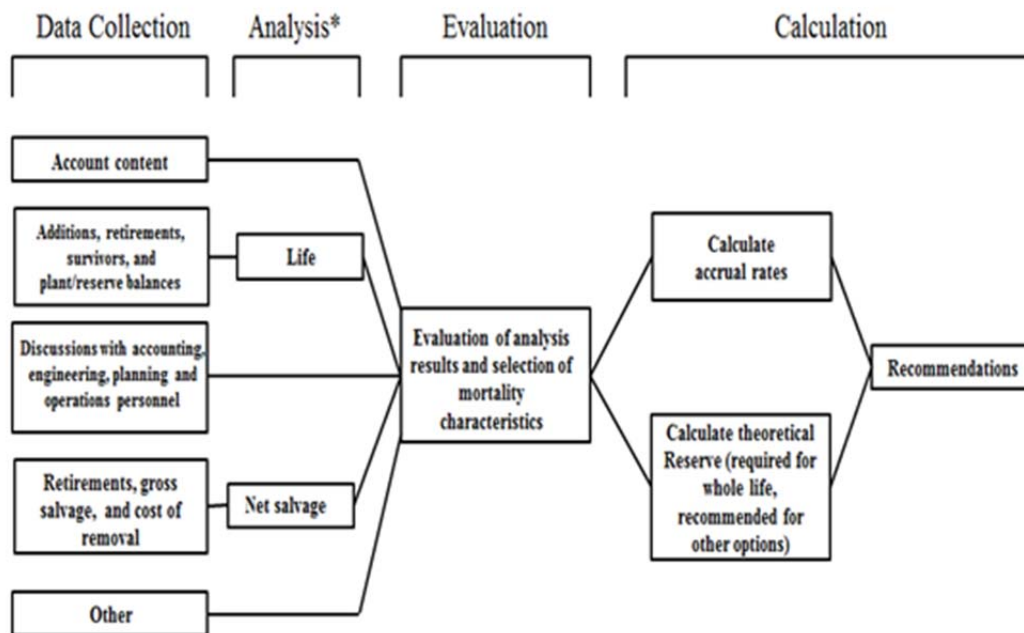 Data Collection
Analysis*
Evaluation
Calculation
Account content
Additions, retirements,
survivors, and
plant/reserve balances
Life
Discussions with accounting,
engineering, planning and
operations personnel
Retirements, gross
salvage, and cost of
removal
Net salvage
Other
Evaluation of analysis
results and selection of
mortality
characteristics
Calculate
accrual rates
Calculate theoretical
Reserve (required for
whole life,
recommended for
other options)
Recommendations